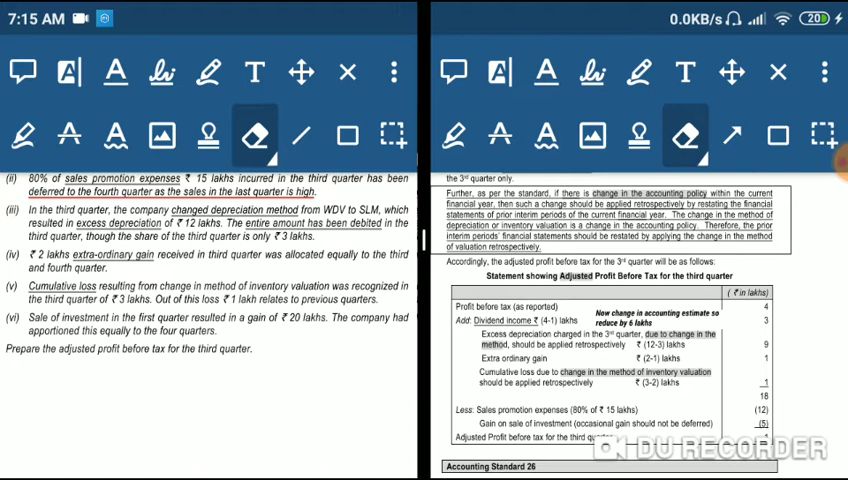 7:15 AM
0.0KB/s
20
(ii) 80% of sales promotion expenses ₹ 15 lakhs incurred in the third quarter has been
deferred to the fourth quarter as the sales in the last quarter is high.
(iii) In the third quarter, the company changed depreciation method from WDV to SLM, which
resulted in excess depreciation of ₹ 12 lakhs. The entire amount has been debited in the
third quarter, though the share of the third quarter is only ₹ 3 lakhs.
(iv) ₹ 2 lakhs extra-ordinary gain received in third quarter was allocated equally to the third
and fourth quarter.
(v) Cumulative loss resulting from change in method of inventory valuation was recognized in
the third quarter of ₹ 3 lakhs. Out of this loss ₹ 1 lakh relates to previous quarters.
(vi) Sale of investment in the first quarter resulted in a gain of ₹ 20 lakhs. The company had
apportioned this equally to the four quarters.
Prepare the adjusted profit before tax for the third quarter.
the 3rd quarter only.
Further, as per the standard, if there is change in the accounting policy within the current
financial year, then such a change should be applied retrospectively by restating the financial
statements of prior interim periods of the current financial year. The change in the method of
depreciation or inventory valuation is a change in the accounting policy. Therefore, the prior
interim periods' financial statements should be restated by applying the change in the method
of valuation retrospectively.
Accordingly, the adjusted profit before tax for the 3rd quarter will be as follows:
Statement showing Adjusted Profit Before Tax for the third quarter
(₹ in lakhs)
Profit before tax (as reported) 4
Now change in accounting estimate so
reduce by 6 lakhs
Add: Dividend income ₹ (4-1) lakhs 3
Excess depreciation charged in the 3rd quarter, due to change in the
method, should be applied retrospectively ₹ (12-3) lakhs 9
Extra ordinary gain ₹ (2-1) lakhs 1
Cumulative loss due to change in the method of inventory valuation
should be applied retrospectively ₹ (3-2) lakhs 1
18
Less: Sales promotion expenses (80% of ₹ 15 lakhs) (12)
Gain on sale of investment (occasional gain should not be deferred) (5)
Adjusted Profit before tax for the third quarter
DU RECORDER
Accounting Standard 26